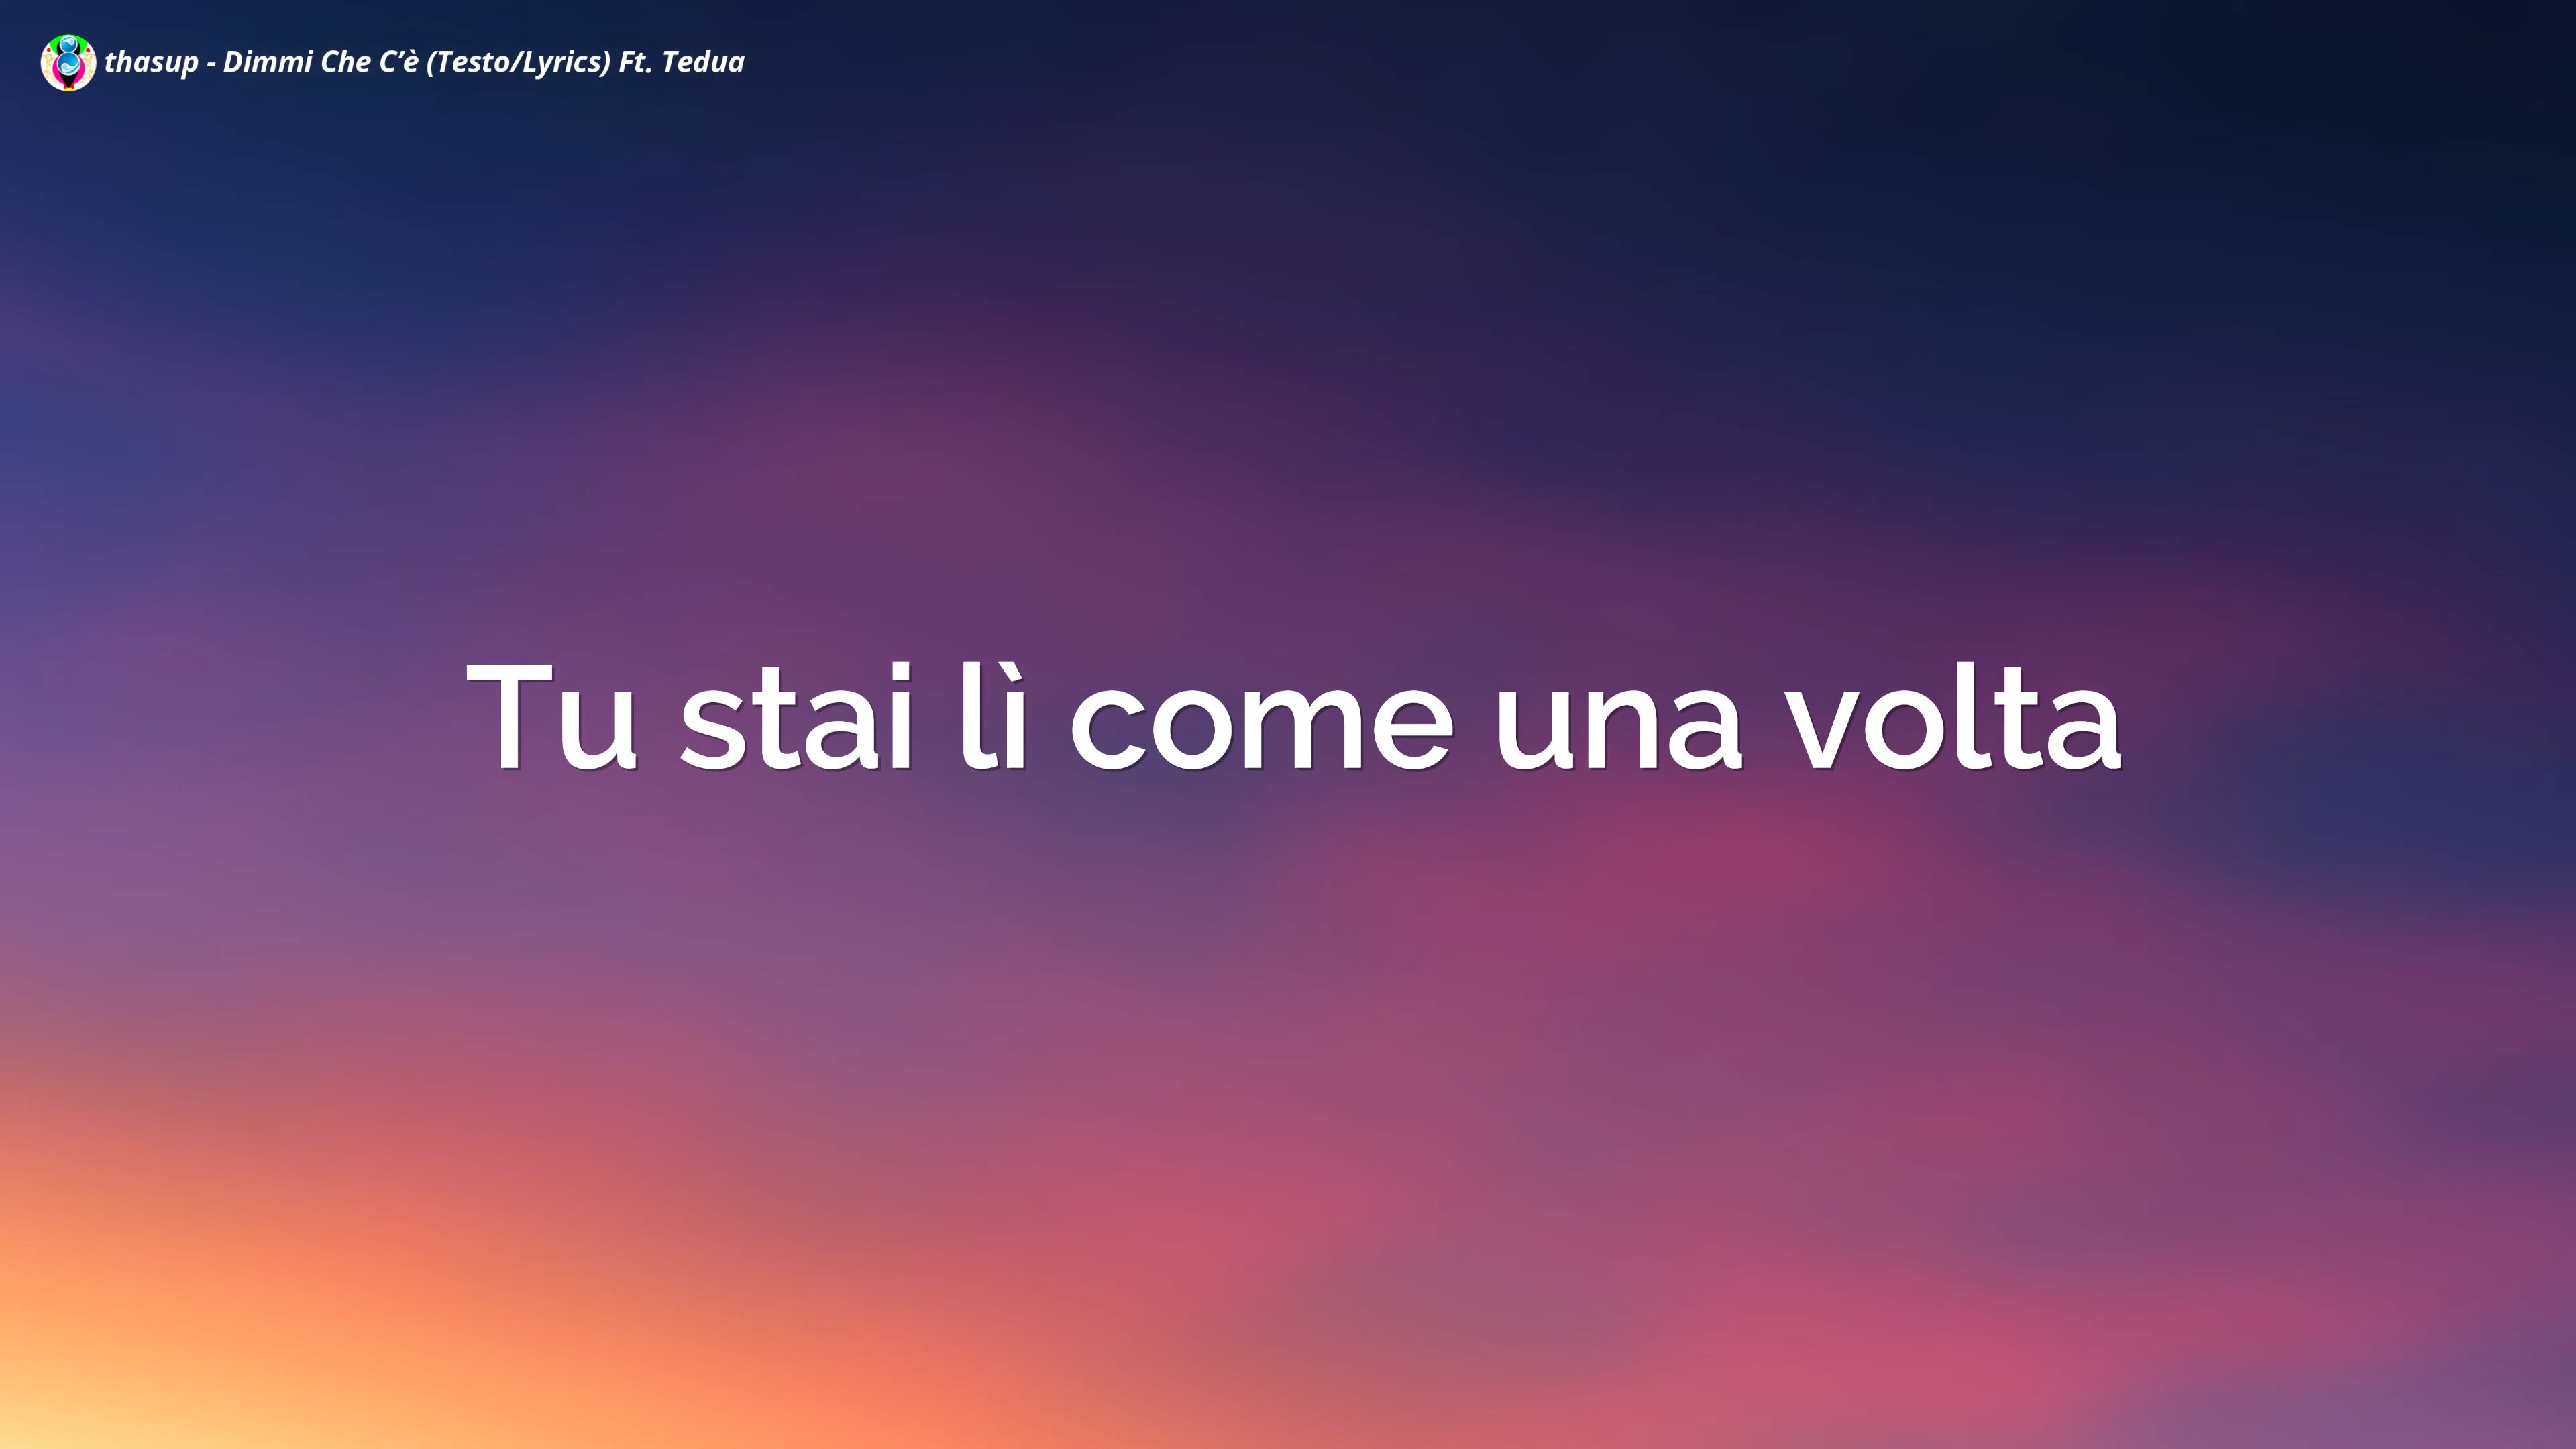 thasup - Dimmi Che C’è (Testo/Lyrics) Ft. Tedua
Tu stai lì come una volta